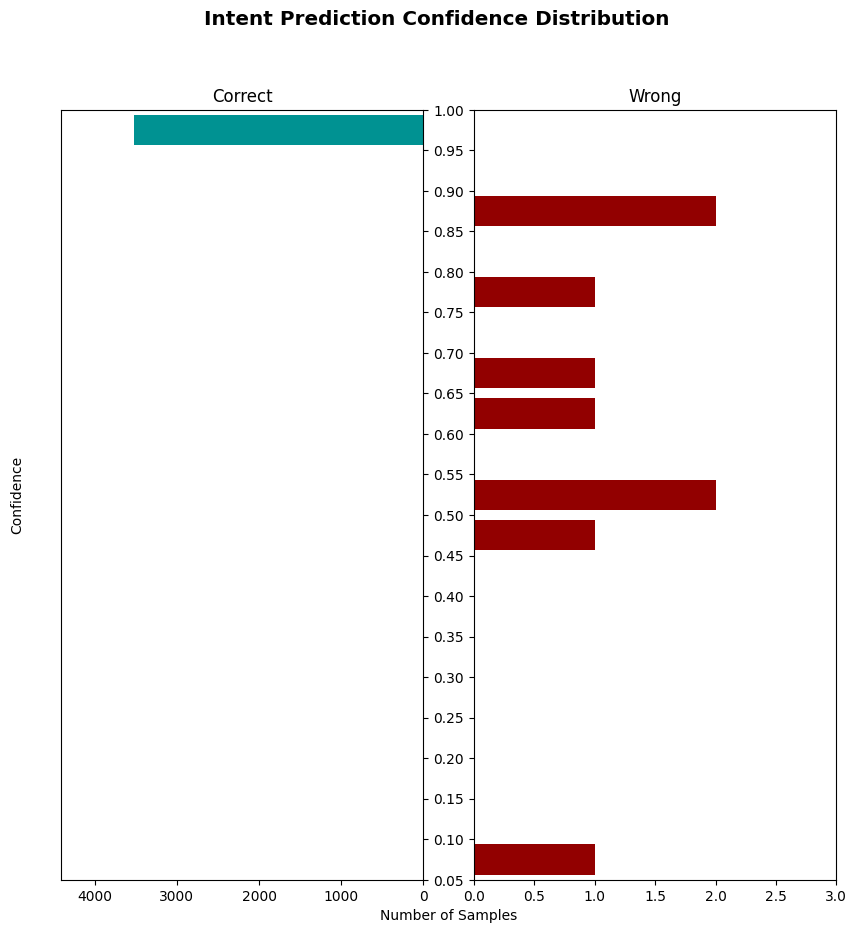 Intent Prediction Confidence Distribution
Correct
Wrong
1.00
0.95
0.90
0.85
0.80
0.75
0.70
0.65
0.60
0.55
0.50
0.45
0.40
0.35
0.30
0.25
0.20
0.15
0.10
0.05
Confidence
4000 3000 2000 1000 0
0.0 0.5 1.0 1.5 2.0 2.5 3.0
Number of Samples